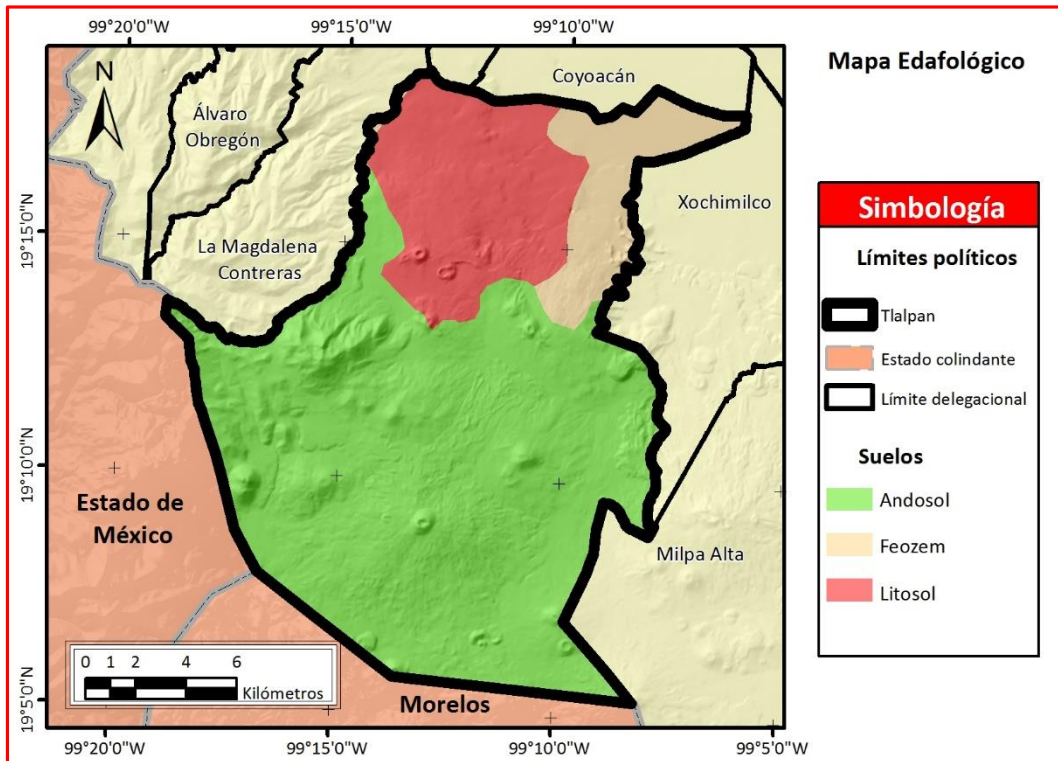 99°20'0"W 99°15'0"W 99°10'0"W
Mapa Edafológico
N
Coyoacán
Álvaro
Obregón
Xochimilco
La Magdalena
Contreras
19°15'0"N
19°10'0"N
19°5'0"N
Estado de
México
Milpa Alta
Morelos
0 1 2 4 6
Kilómetros
99°20'0"W 99°15'0"W 99°10'0"W 99°5'0"W
Simbología
Límites políticos
Tlalpan
Estado colindante
Límite delegacional
Suelos
Andosol
Feozem
Litosol